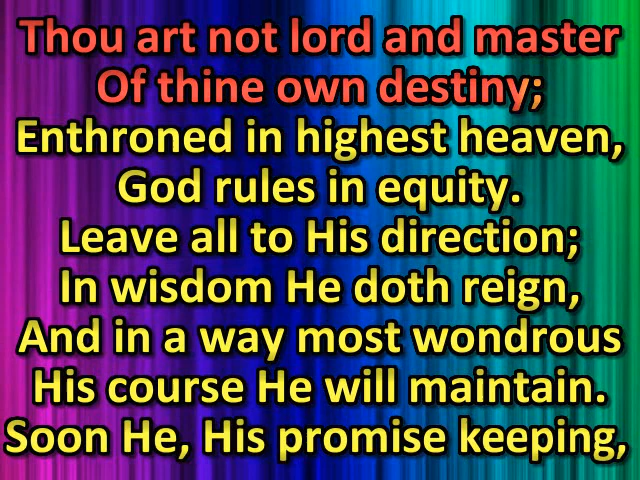 Thou art not lord and master
Of thine own destiny;
Enthroned in highest heaven,
God rules in equity.
Leave all to His direction;
In wisdom He doth reign,
And in a way most wondrous
His course He will maintain.
Soon He, His promise keeping,